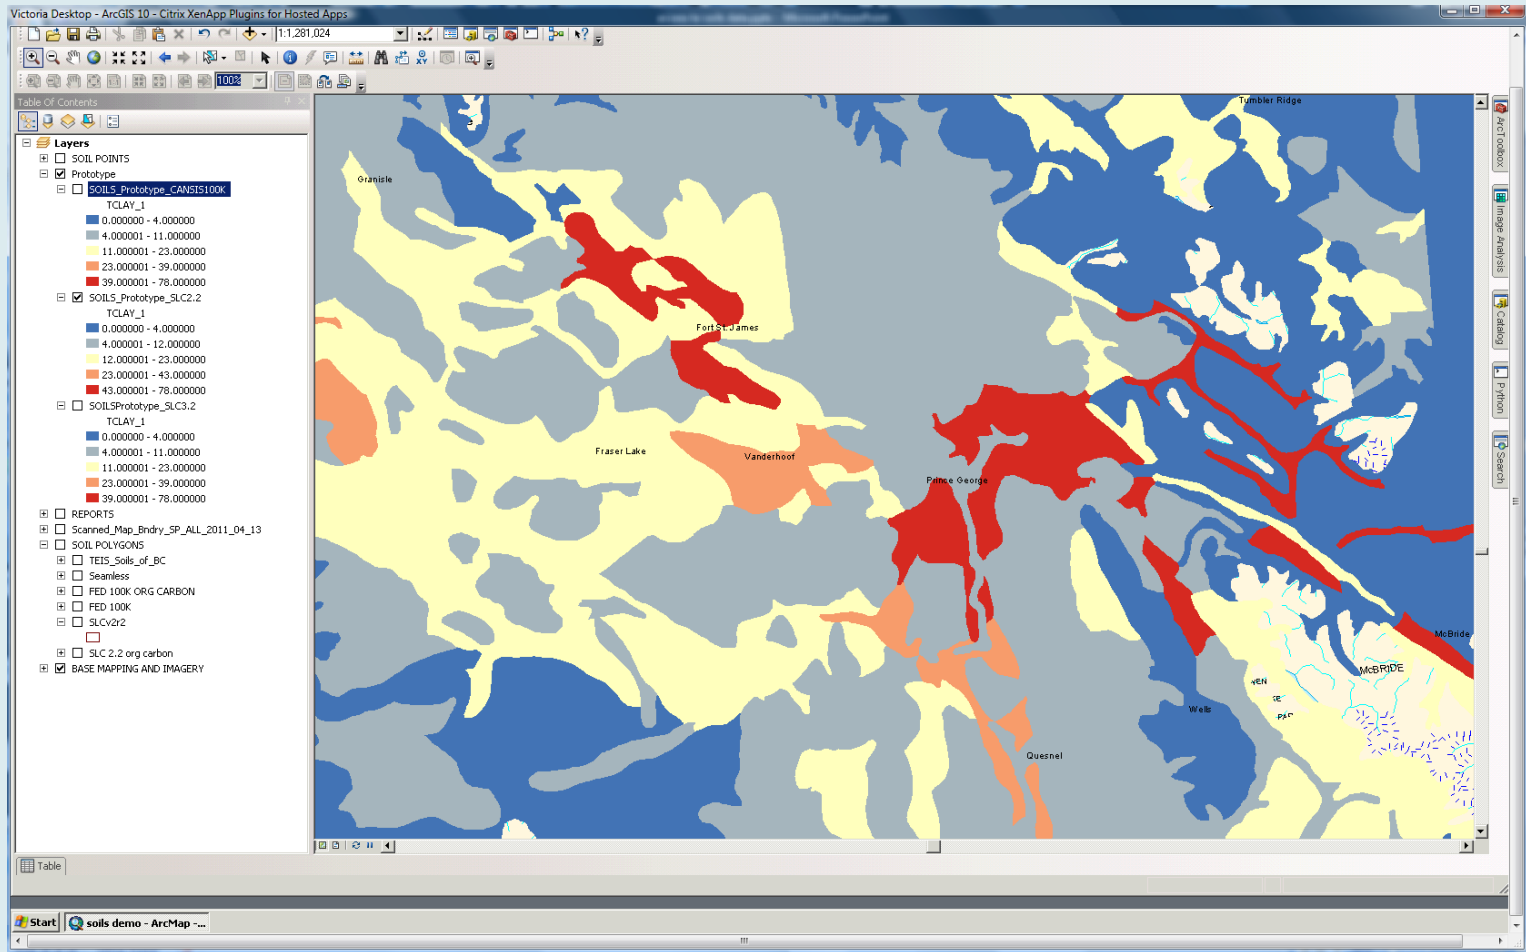 Victoria Desktop - ArcGIS 10 - Citrix XenApp Plugins for Hosted Apps
1:1,281,024
100%
Table Of Contents
Layers
SOIL POINTS
Prototype
SOILS_Prototype_CANSIS100K
TCLAY_1
0.000000 - 4.000000
4.000001 - 11.000000
11.000001 - 23.000000
23.000001 - 39.000000
39.000001 - 78.000000
SOILS_Prototype_SLC2.2
TCLAY_1
0.000000 - 4.000000
4.000001 - 12.000000
12.000001 - 23.000000
23.000001 - 43.000000
43.000001 - 78.000000
SOILSPrototype_SLC3.2
TCLAY_1
0.000000 - 4.000000
4.000001 - 11.000000
11.000001 - 23.000000
23.000001 - 39.000000
39.000001 - 78.000000
REPORTS
Scanned_Map_Bndry_SP_ALL_2011_04_13
SOIL POLYGONS
TEIS_Soils_of_BC
Seamless
FED 100K ORG CARBON
FED 100K
SLCv2r2
SLC 2.2 org carbon
BASE MAPPING AND IMAGERY
Tumbler Ridge
Granisle
Fort St. James
Fraser Lake
Vanderhoof
Prince George
McBride
McBRIDE
Wells
Quesnel
ArcToolbox
Image Analysis
Catalog
Python
Search
Table
Start
soils demo - ArcMap -...